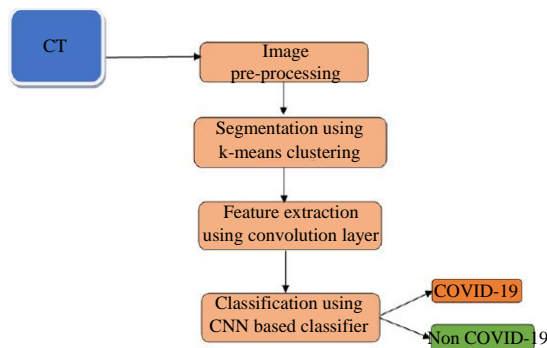 CT
Image
pre-processing
Segmentation using
k-means clustering
Feature extraction
using convolution layer
Classification using
CNN based classifier
COVID-19
Non COVID-19